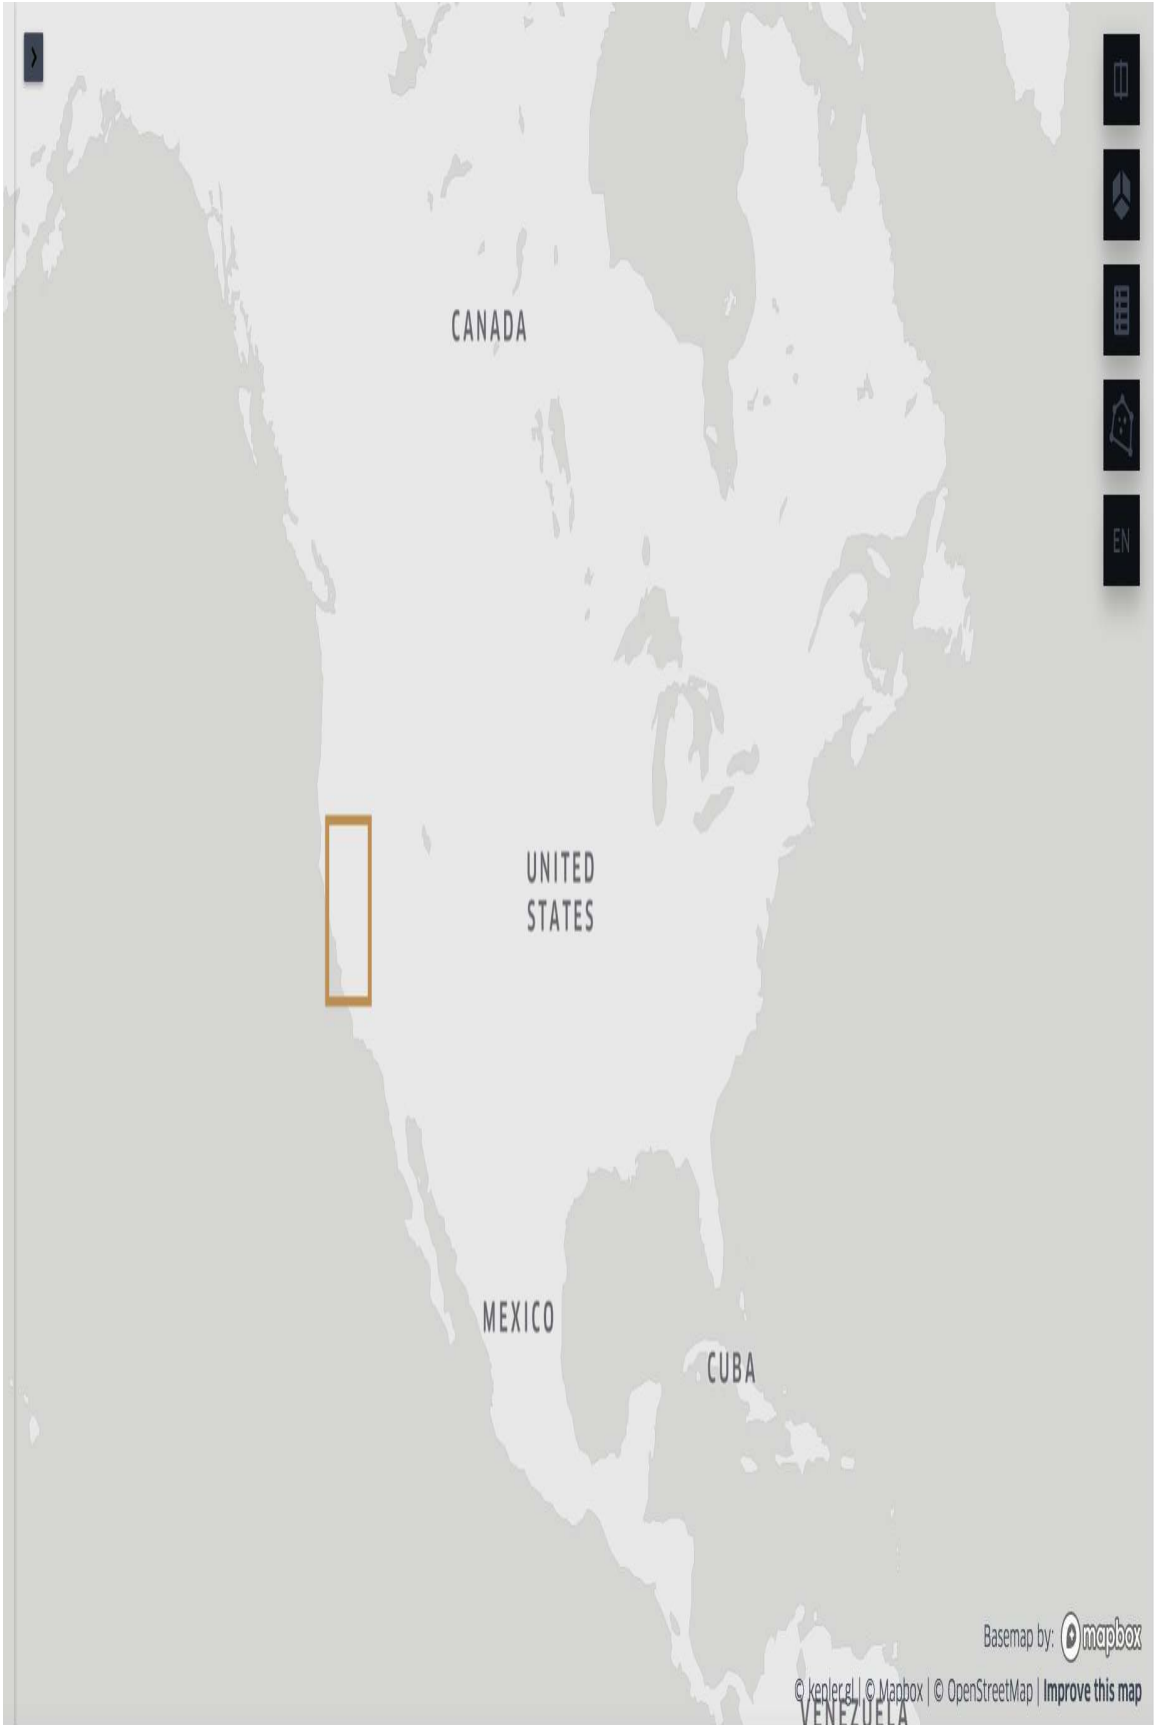 EN
CANADA
UNITED
STATES
MEXICO
CUBA
Basemap by: mapbox
© kepler.gl | © Mapbox | © OpenStreetMap | Improve this map
VENEZUELA